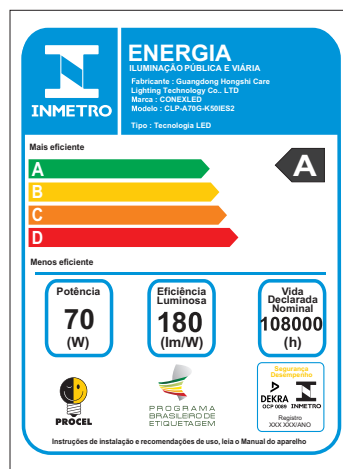 ENERGIA
ILUMINAÇÃO PÚBLICA E VIÁRIA
Fabricante : Guangdong Hongshi Care
Lighting Technology Co.. LTD
Marca : CONEXLED
Modelo : CLP-A70G-K50IES2
Tipo : Tecnologia LED
INMETRO
Mais eficiente
A
B
C
D
A
Menos eficiente
Potência
70
(W)
Eficiência
Luminosa
180
(lm/W)
Vida
Declarada
Nominal
108000
(h)
PROCEL
PROGRAMA
BRASILEIRO DE
ETIQUETAGEM
Segurança
Desempenho
DEKRA
OCP 0089
INMETRO
Registro
XXX XXX/ANO
Instruções de instalação e recomendações de uso, leia o Manual do aparelho